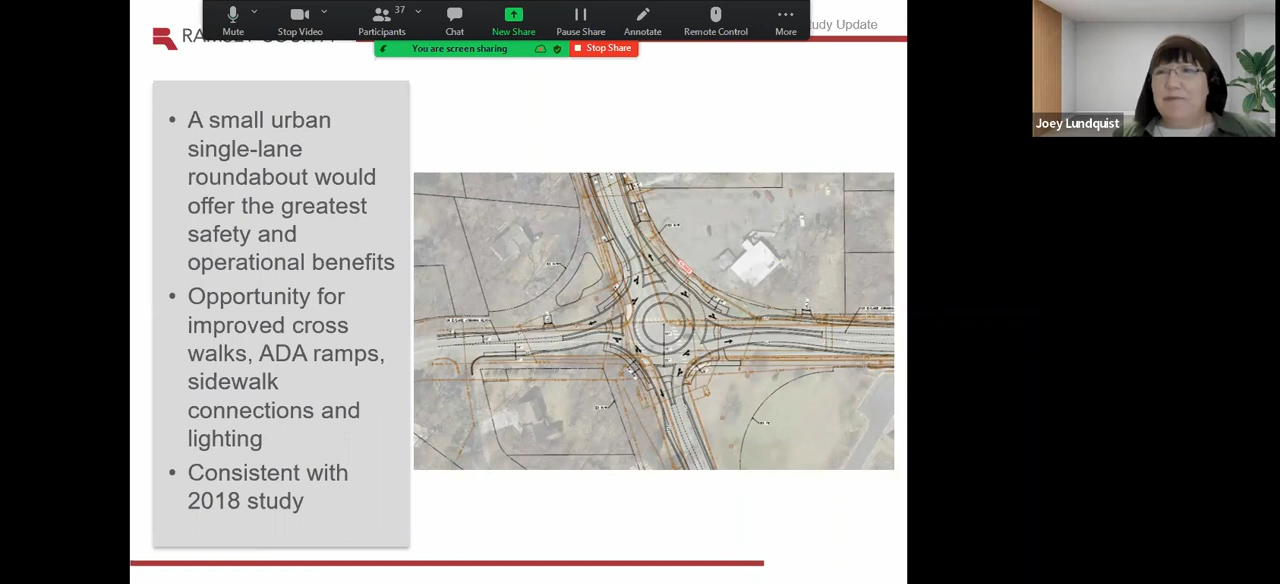 37
Mute
Stop Video
Participants
Chat
New Share
Pause Share
Annotate
Remote Control
More
You are screen sharing
Stop Share
Study Update
Joey Lundquist
• A small urban
single-lane
roundabout would
offer the greatest
safety and
operational benefits
• Opportunity for
improved cross
walks, ADA ramps,
sidewalk
connections and
lighting
• Consistent with
2018 study